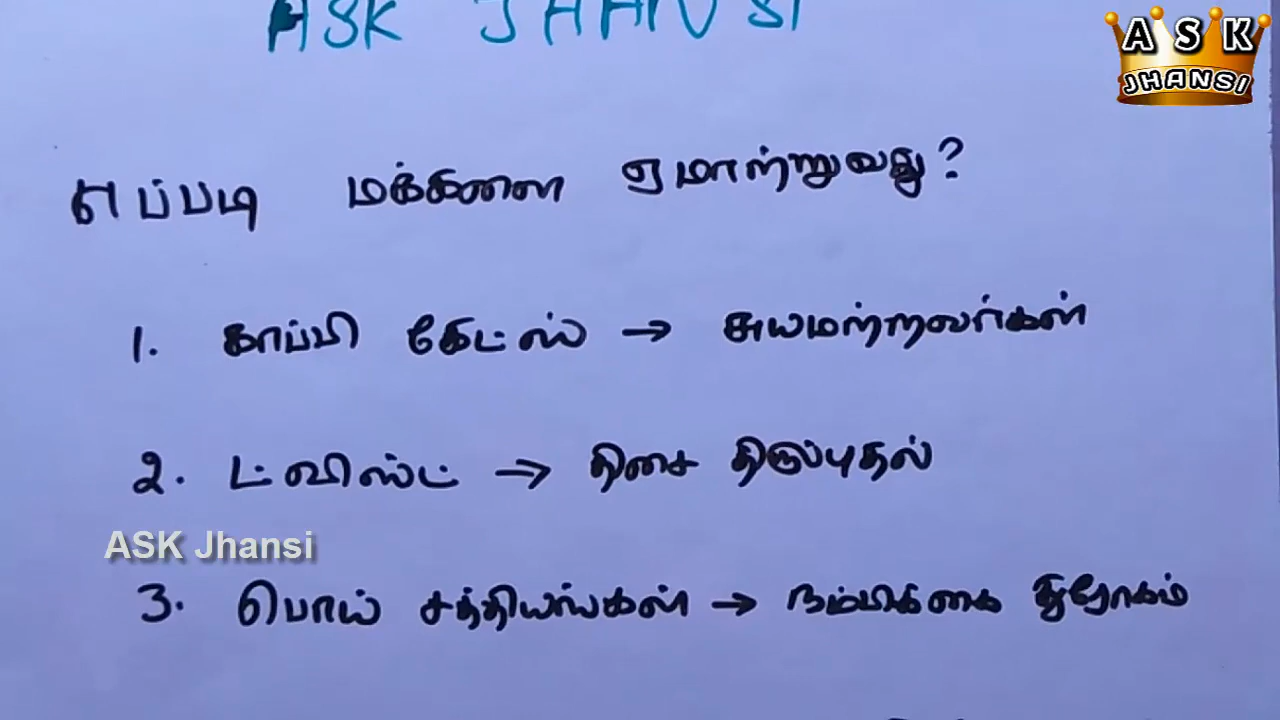 ASK JHANSI
ASK
JHANSI
எப்படி மக்களை ஏமாற்றுவது?
1. காப்பி கேட்ஸ் → சுயமற்றவர்கள்
2. ட்விஸ்ட் → திசை திருப்புதல்
ASK Jhansi
3. பொய் சத்தியங்கள் → நம்பிக்கை துரோகம்